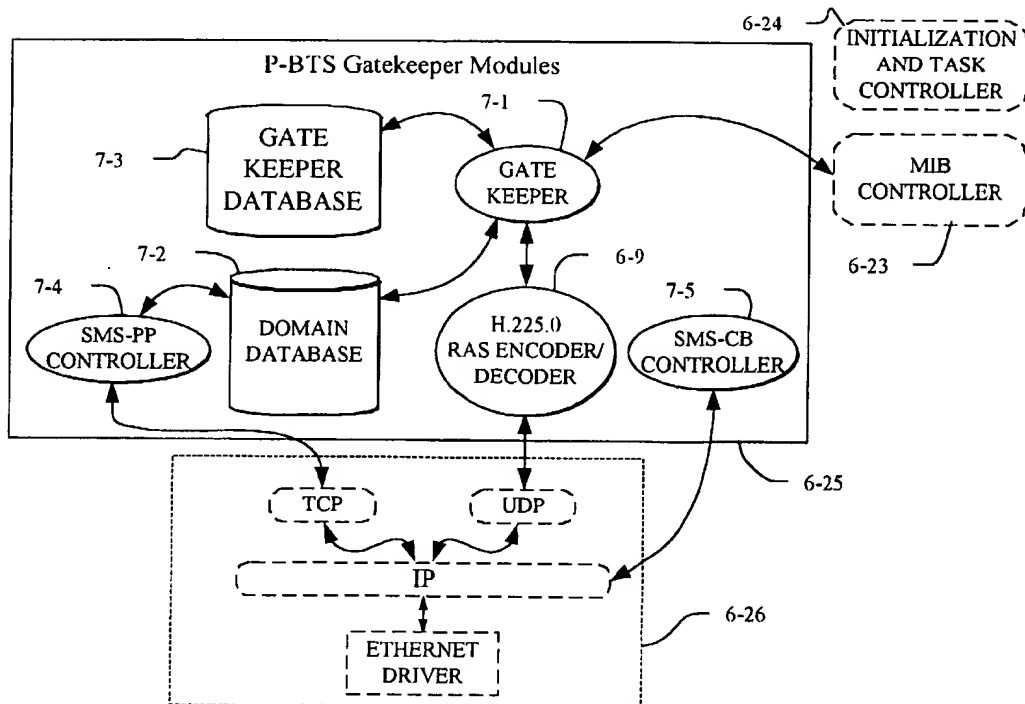 6-24
INITIALIZATION
AND TASK
CONTROLLER
P-BTS Gatekeeper Modules
7-1
7-3
GATE
KEEPER
DATABASE
GATE
KEEPER
MIB
CONTROLLER
6-23
7-2
6-9
7-4
7-5
SMS-PP
CONTROLLER
DOMAIN
DATABASE
H.225.0
RAS ENCODER/
DECODER
SMS-CB
CONTROLLER
6-25
TCP
UDP
IP
6-26
ETHERNET
DRIVER